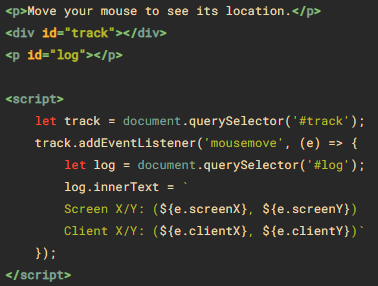 <p>Move your mouse to see its location.</p>
<div id="track"></div>
<p id="log"></p>

<script>
    let track = document.querySelector('#track');
    track.addEventListener('mousemove', (e) => {
        let log = document.querySelector('#log');
        log.innerText = `
        Screen X/Y: (${e.screenX}, ${e.screenY})
        Client X/Y: (${e.clientX}, ${e.clientY})`
    });
</script>